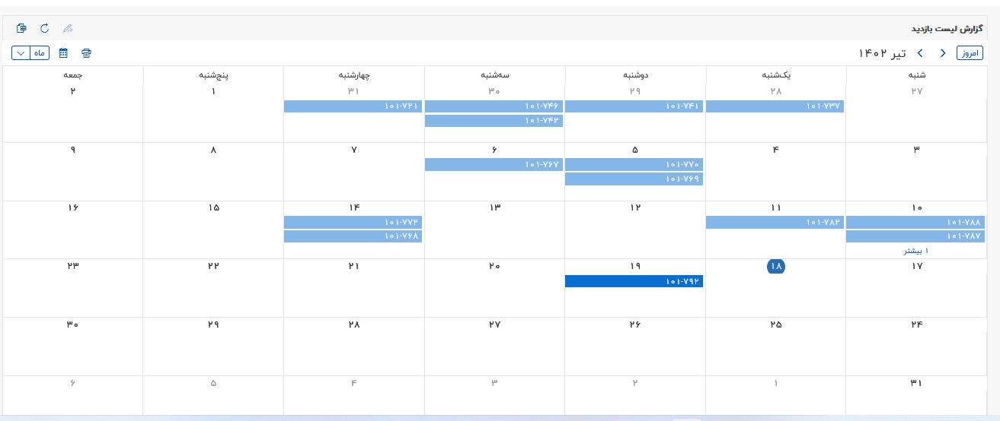 گزارش لیست بازدید
امروز تیر ۱۴۰۲ ماه
شنبه یک‌شنبه دوشنبه سه‌شنبه چهارشنبه پنج‌شنبه جمعه
۲۷ ۲۸ ۲۹ ۳۰ ۳۱ ۱ ۲
۱۰۱-۷۳۷ ۱۰۱-۷۴۱ ۱۰۱-۷۴۶ ۱۰۱-۷۲۱
۱۰۱-۷۴۲
۳ ۴ ۵ ۶ ۷ ۸ ۹
۱۰۱-۷۷۰ ۱۰۱-۷۶۷
۱۰۱-۷۶۹
۱۰ ۱۱ ۱۲ ۱۳ ۱۴ ۱۵ ۱۶
۱۰۱-۷۸۸ ۱۰۱-۷۸۲ ۱۰۱-۷۷۲
۱۰۱-۷۸۷ ۱۰۱-۷۶۸
۱ بیشتر
۱۷ ۱۸ ۱۹ ۲۰ ۲۱ ۲۲ ۲۳
۱۰۱-۷۹۲
۲۴ ۲۵ ۲۶ ۲۷ ۲۸ ۲۹ ۳۰
۳۱ ۱ ۲ ۳ ۴ ۵ ۶